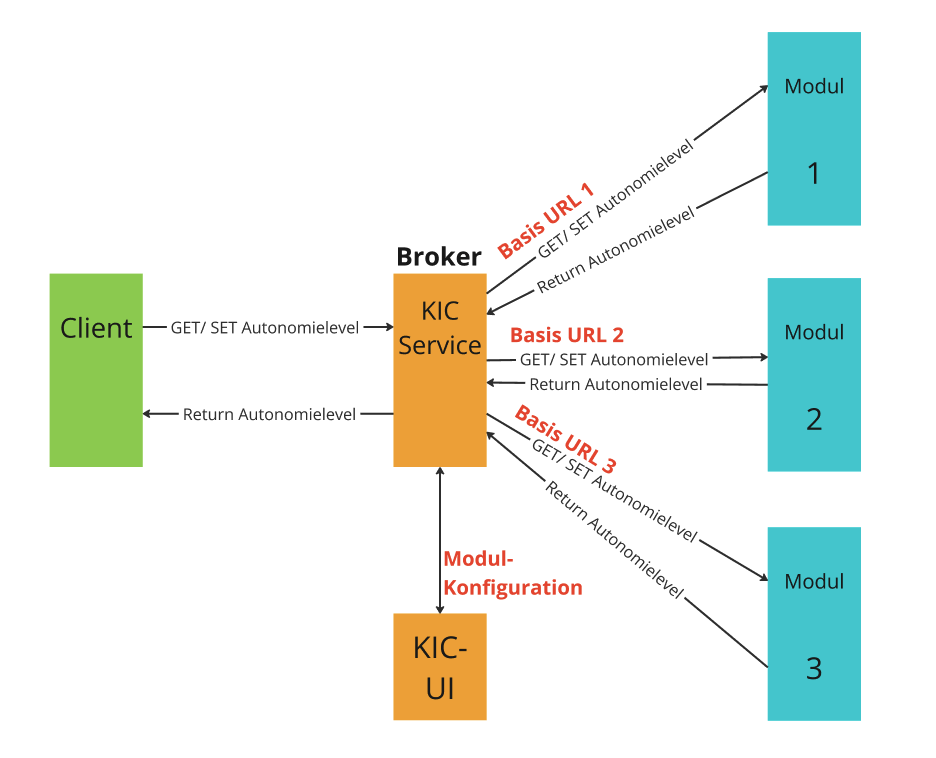 Client
GET/ SET Autonomielevel
Return Autonomielevel
Broker
KIC
Service
Modul-
Konfiguration
KIC-
UI
Basis URL 1
GET/ SET Autonomielevel
Return Autonomielevel
Modul
1
Basis URL 2
GET/ SET Autonomielevel
Return Autonomielevel
Modul
2
Basis URL 3
GET/ SET Autonomielevel
Return Autonomielevel
Modul
3